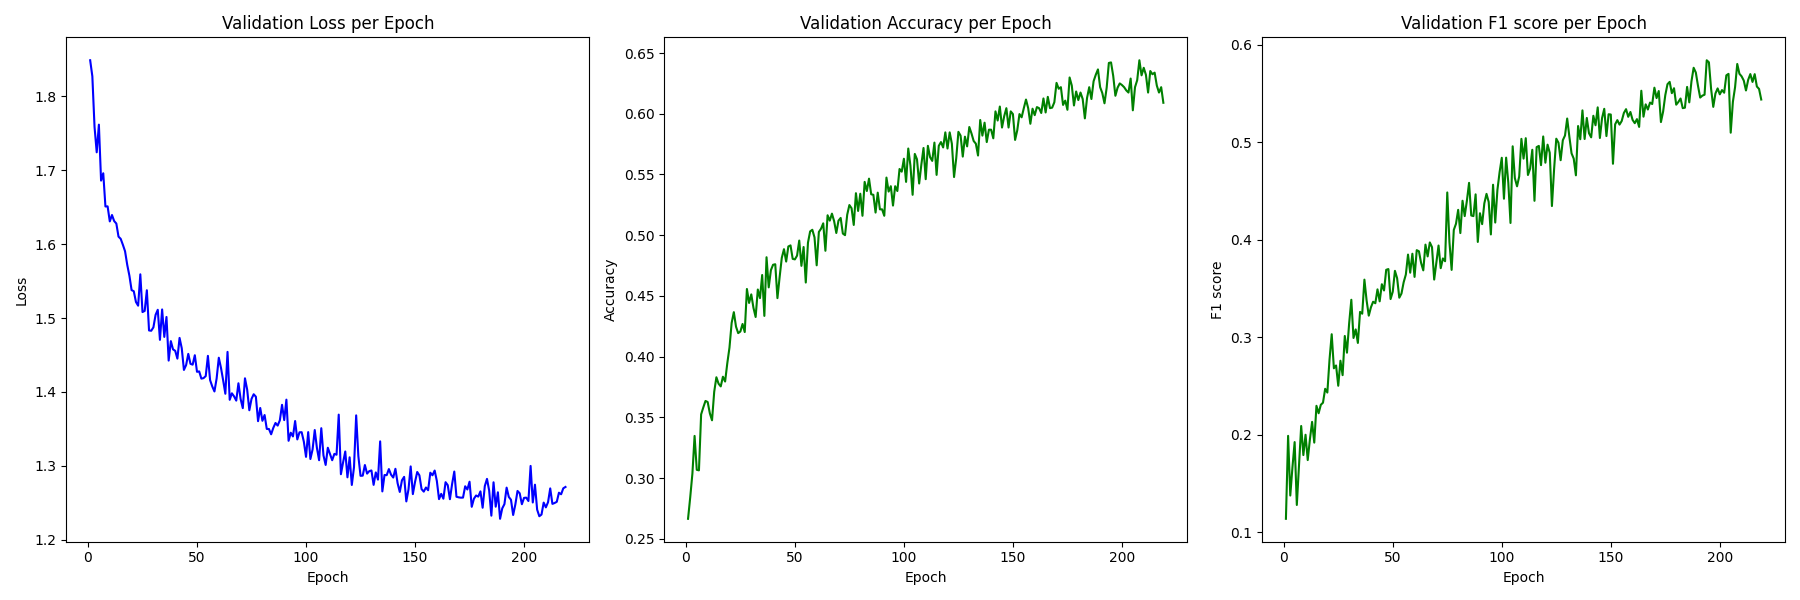 Validation Loss per Epoch
Loss
1.8
1.7
1.6
1.5
1.4
1.3
1.2
0 50 100 150 200
Epoch
Validation Accuracy per Epoch
Accuracy
0.65
0.60
0.55
0.50
0.45
0.40
0.35
0.30
0.25
0 50 100 150 200
Epoch
Validation F1 score per Epoch
F1 score
0.6
0.5
0.4
0.3
0.2
0.1
0 50 100 150 200
Epoch